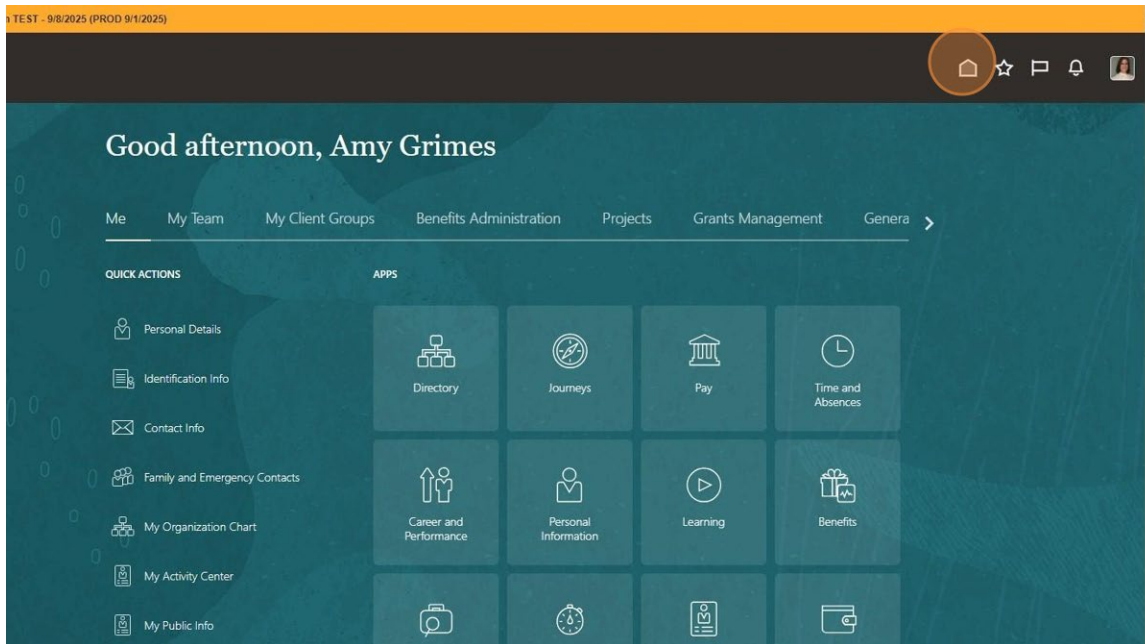 TEST - 9/8/2025 (PROD 9/1/2025)
Good afternoon, Amy Grimes
Me My Team My Client Groups Benefits Administration Projects Grants Management Genera
QUICK ACTIONS
APPS
Personal Details
Identification Info
Contact Info
Family and Emergency Contacts
My Organization Chart
My Activity Center
My Public Info
Directory
Journeys
Pay
Time and
Absences
Career and
Performance
Personal
Information
Learning
Benefits